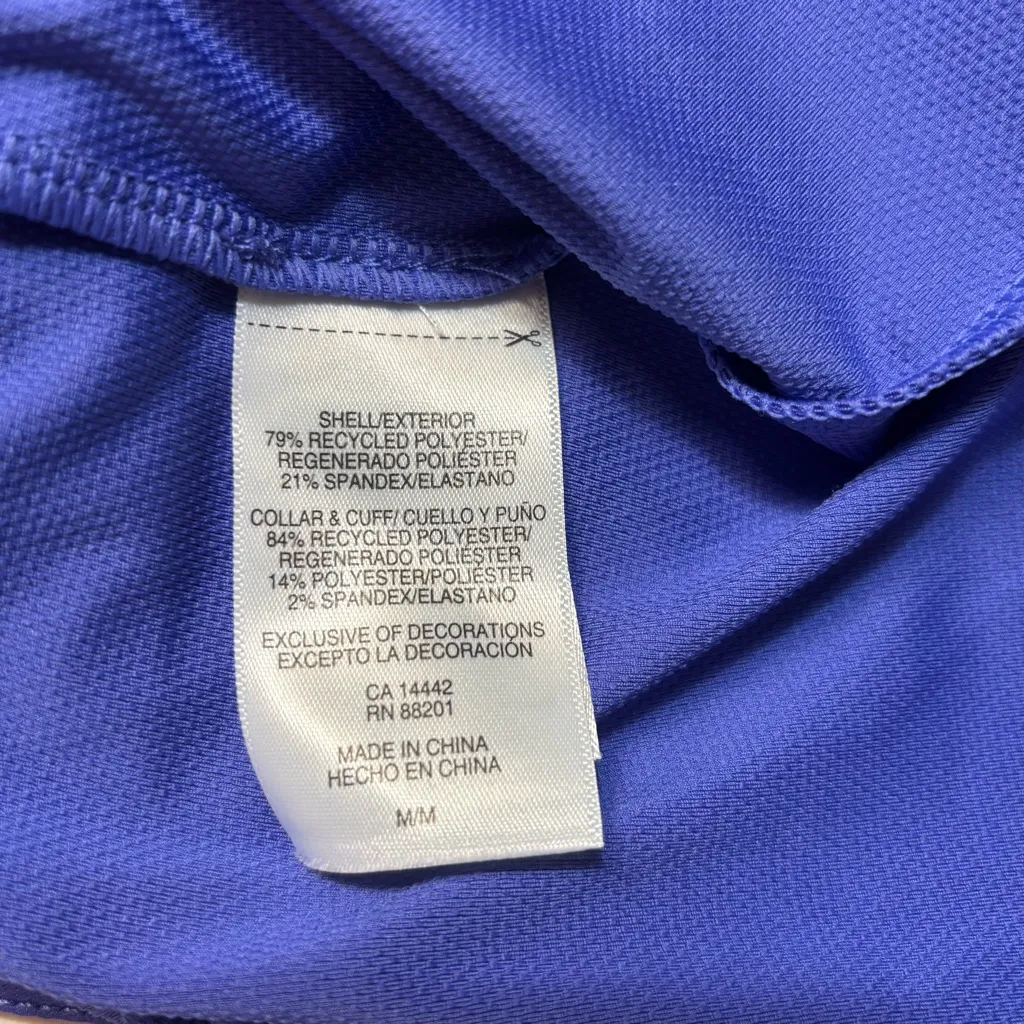 SHELL/EXTERIOR
79% RECYCLED POLYESTER/
REGENERADO POLIÉSTER
21% SPANDEX/ELASTANO
COLLAR & CUFF/ CUELLO Y PUÑO
84% RECYCLED POLYESTER/
REGENERADO POLIÉSTER
14% POLYESTER/POLIÉSTER
2% SPANDEX/ELASTANO
EXCLUSIVE OF DECORATIONS
EXCEPTO LA DECORACIÓN
CA 14442
RN 88201
MADE IN CHINA
HECHO EN CHINA
M/M